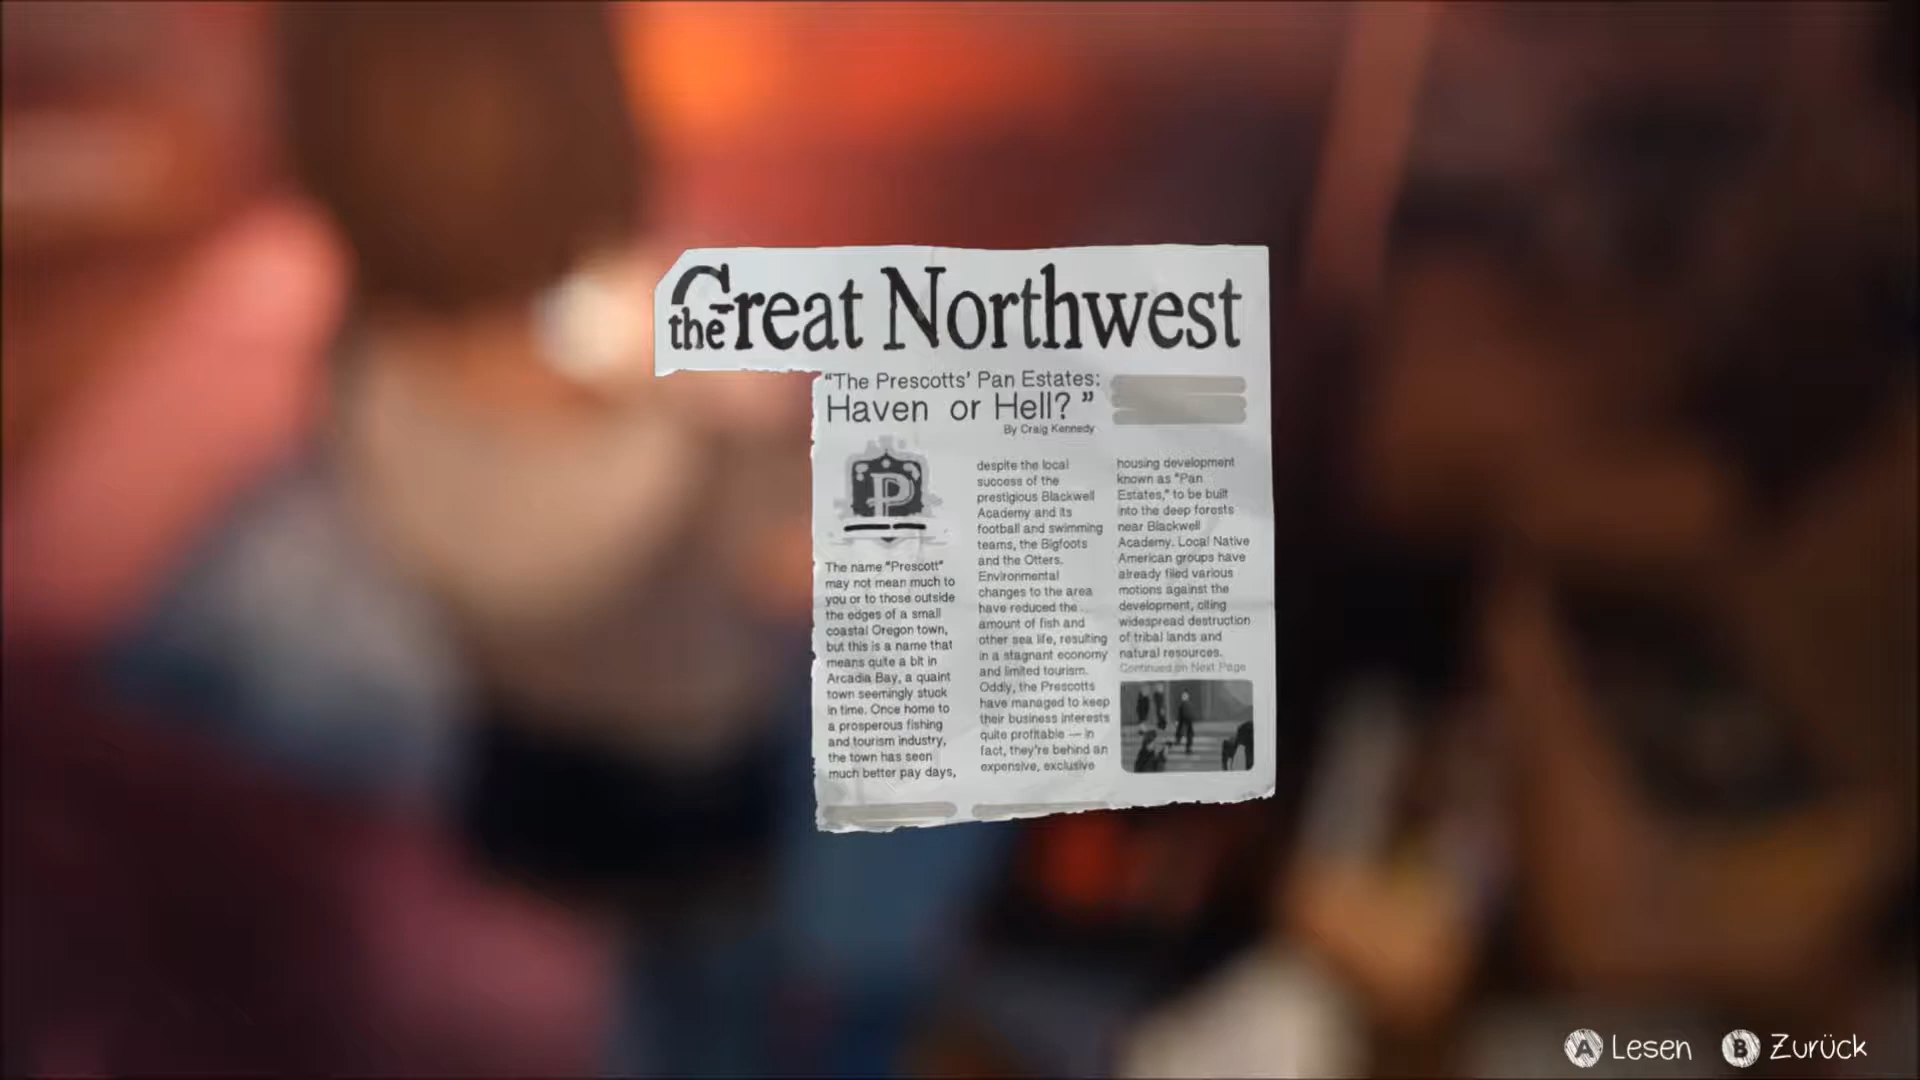 the Great Northwest
“The Prescotts’ Pan Estates:
Haven or Hell? ”
By Craig Kennedy
P
The name “Prescott”
may not mean much to
you or to those outside
the edges of a small
coastal Oregon town,
but this is a name that
means quite a bit in
Arcadia Bay, a quaint
town seemingly stuck
in time. Once home to
a prosperous fishing
and tourism industry,
the town has seen
much better pay days,
despite the local
success of the
prestigious Blackwell
Academy and its
football and swimming
teams, the Bigfoots
and the Otters.
Environmental
changes to the area
have reduced the
amount of fish and
other sea life, resulting
in a stagnant economy
and limited tourism.
Oddly, the Prescotts
have managed to keep
their business interests
quite profitable — in
fact, they’re behind an
expensive, exclusive
housing development
known as “Pan
Estates,” to be built
into the deep forests
near Blackwell
Academy. Local Native
American groups have
already filed various
motions against the
development, citing
widespread destruction
of tribal lands and
natural resources.
Continued on Next Page
A Lesen B Zurück